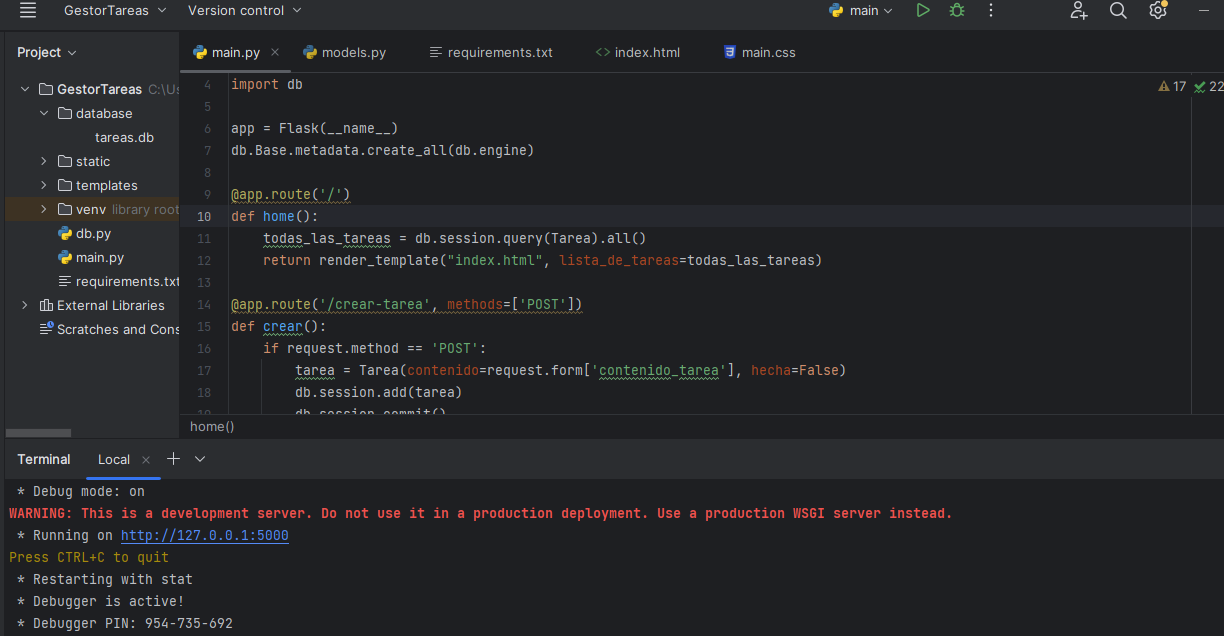 GestorTareas Version control main
Project
main.py models.py requirements.txt <> index.html main.css
GestorTareas C:\Us
database
tareas.db
static
templates
venv library root
db.py
main.py
requirements.txt
External Libraries
Scratches and Cons
17 22
4 import db
5
6 app = Flask(__name__)
7 db.Base.metadata.create_all(db.engine)
8
9 @app.route('/')
10 def home():
11 todas_las_tareas = db.session.query(Tarea).all()
12 return render_template("index.html", lista_de_tareas=todas_las_tareas)
13
14 @app.route('/crear-tarea', methods=['POST'])
15 def crear():
16 if request.method == 'POST':
17 tarea = Tarea(contenido=request.form['contenido_tarea'], hecha=False)
18 db.session.add(tarea)
19 db.session.commit()
home()
Terminal Local
* Debug mode: on
WARNING: This is a development server. Do not use it in a production deployment. Use a production WSGI server instead.
* Running on http://127.0.0.1:5000
Press CTRL+C to quit
* Restarting with stat
* Debugger is active!
* Debugger PIN: 954-735-692